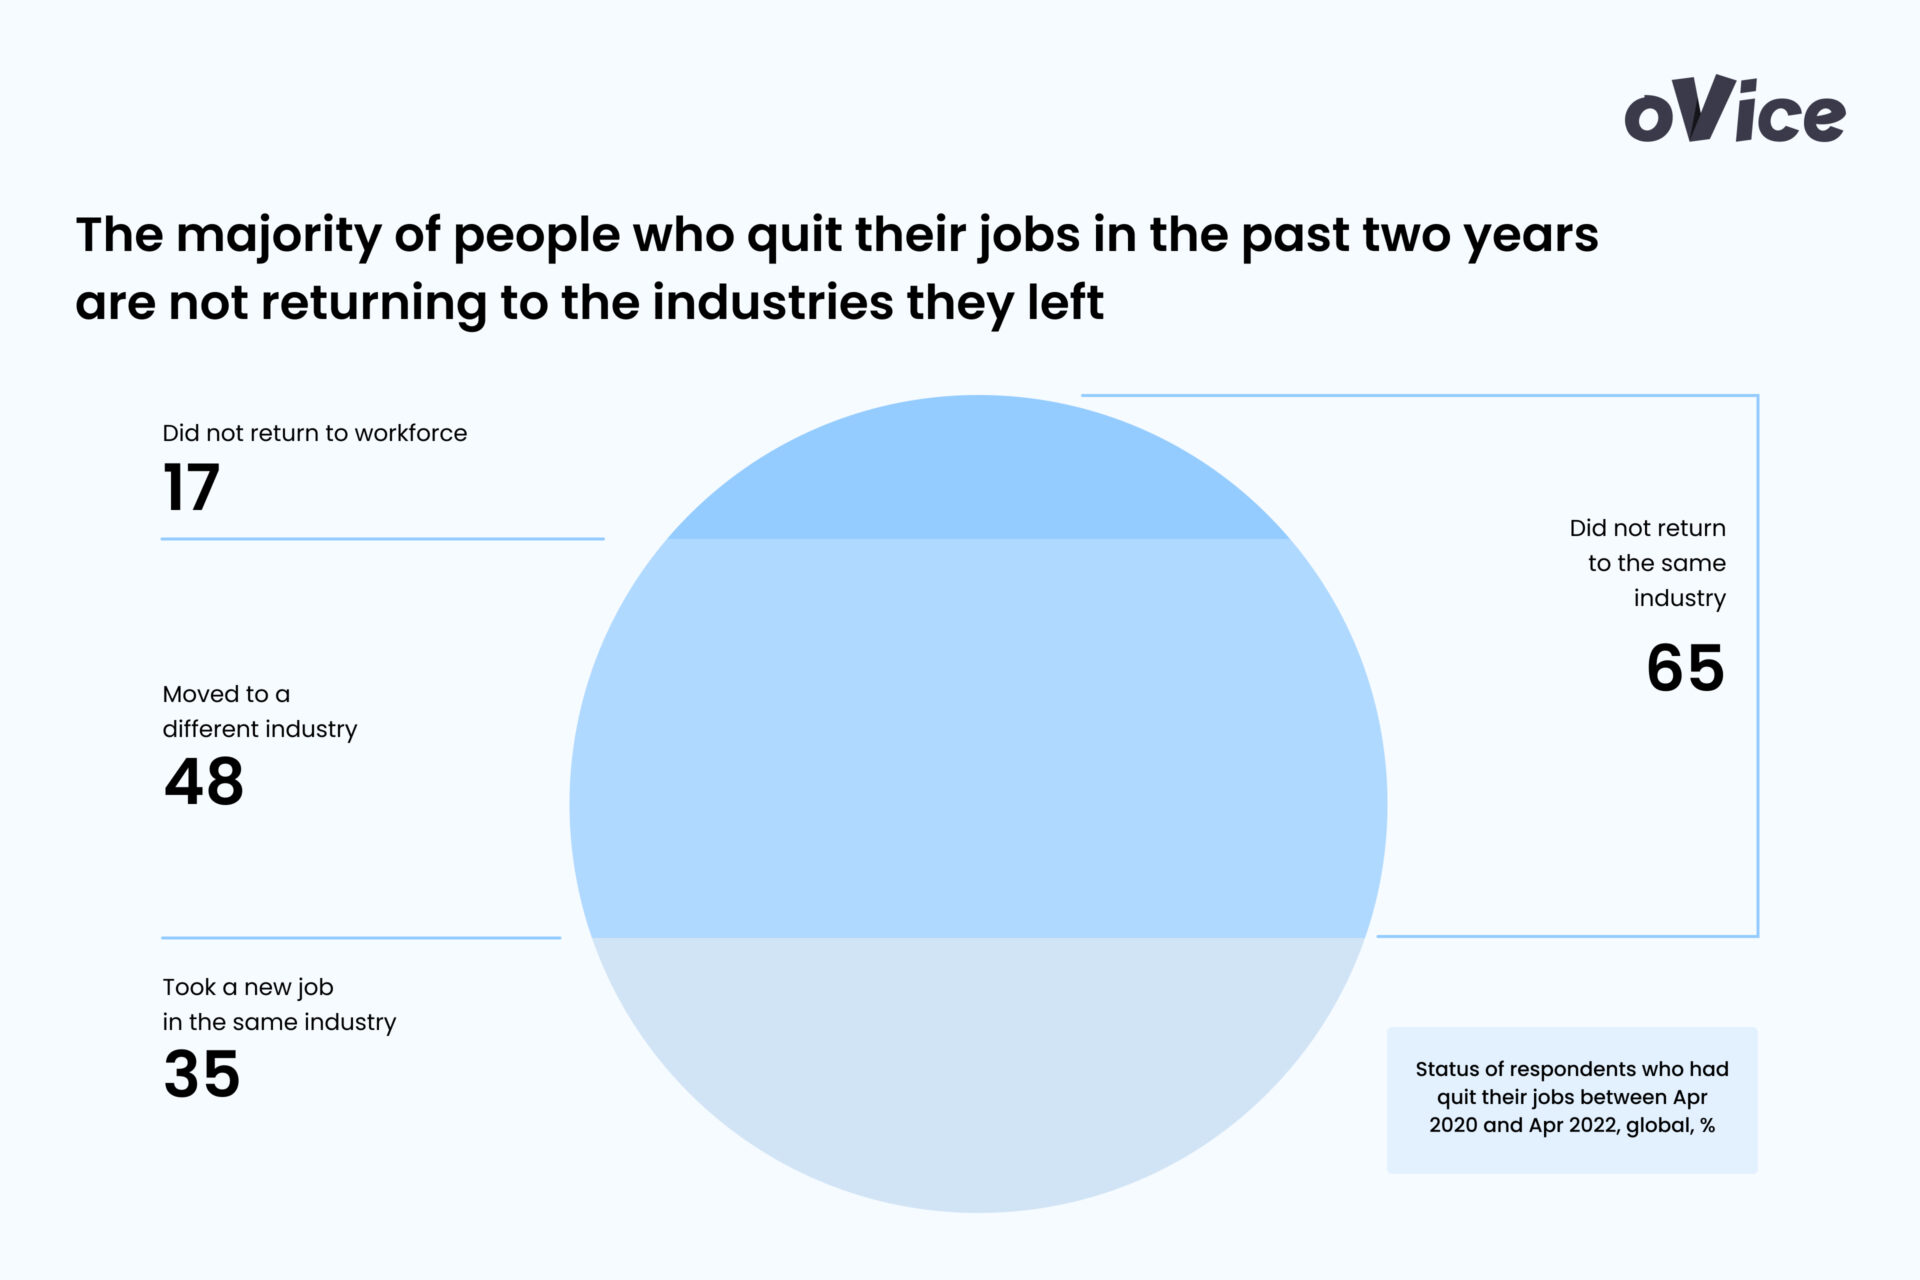 oVice
The majority of people who quit their jobs in the past two years
are not returning to the industries they left
Did not return to workforce
17
Moved to a
different industry
48
Took a new job
in the same industry
35
Did not return
to the same
industry
65
Status of respondents who had
quit their jobs between Apr
2020 and Apr 2022, global, %